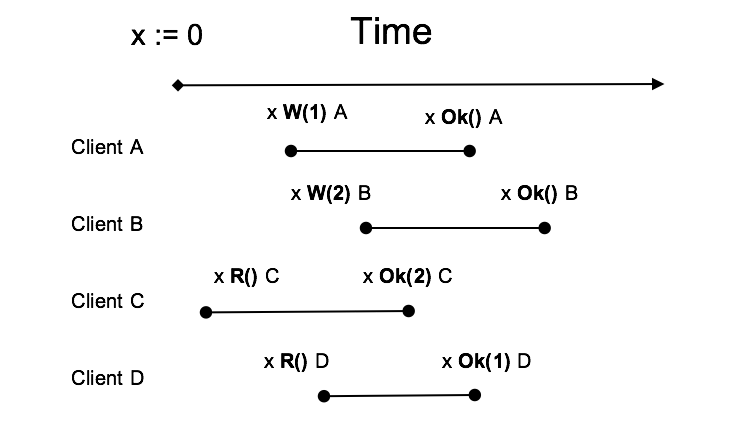 x := 0
Time
x W(1) A
x Ok() A
Client A
x W(2) B
x Ok() B
Client B
x R() C
x Ok(2) C
Client C
x R() D
x Ok(1) D
Client D